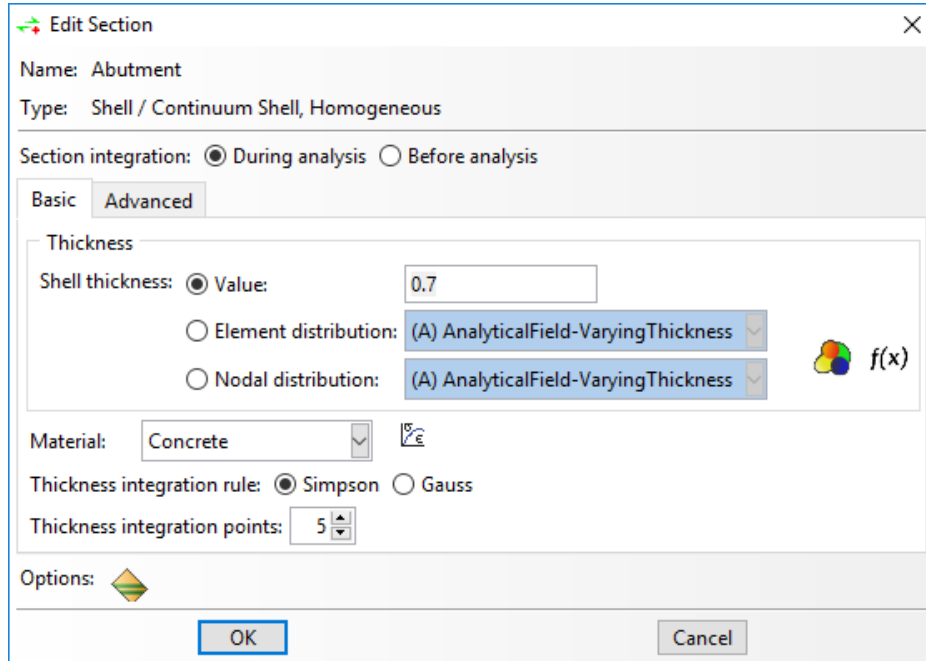 Edit Section
Name: Abutment
Type: Shell / Continuum Shell, Homogeneous
Section integration: During analysis Before analysis
Basic Advanced
Thickness
Shell thickness: Value: 0.7
Element distribution: (A) AnalyticalField-VaryingThickness
Nodal distribution: (A) AnalyticalField-VaryingThickness
f(x)
Material: Concrete σ ε
Thickness integration rule: Simpson Gauss
Thickness integration points: 5
Options:
OK Cancel